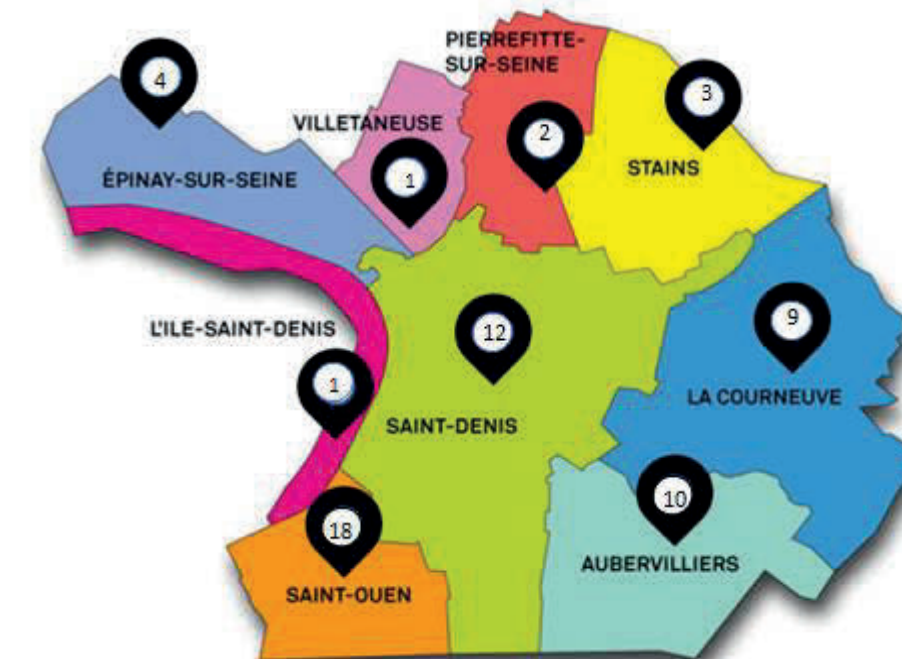 PIERREFITTE-
SUR-SEINE
4
3
VILLETANEUSE
2
1
STAINS
ÉPINAY-SUR-SEINE
L'ILE-SAINT-DENIS
12
9
1
LA COURNEUVE
SAINT-DENIS
10
18
AUBERVILLIERS
SAINT-OUEN